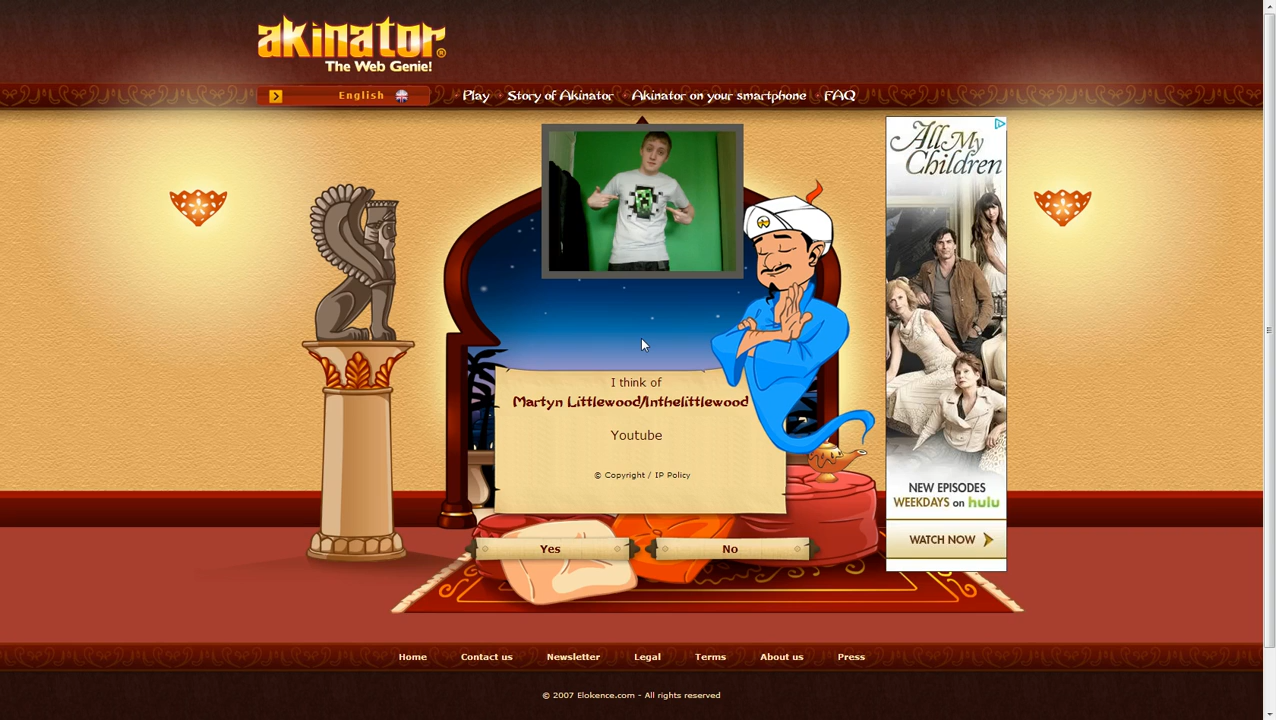 akinator®
The Web Genie!
English
Play
Story of Akinator
Akinator on your smartphone
FAQ
All My
Children
I think of
Martyn Littlewood/Inthelittlewood
Youtube
© Copyright / IP Policy
NEW EPISODES
WEEKDAYS on hulu
WATCH NOW
Yes
No
Home
Contact us
Newsletter
Legal
Terms
About us
Press
© 2007 Elokence.com - All rights reserved